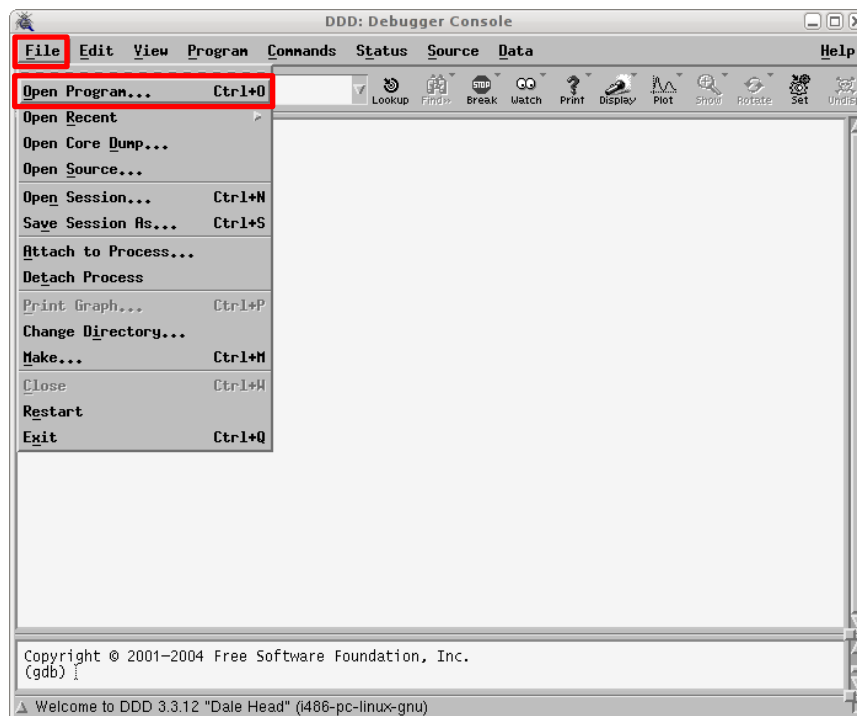 DDD: Debugger Console
File Edit View Program Commands Status Source Data Help
Open Program... Ctrl+O
Lookup Find» Break Watch Print Display Plot Show Rotate Set Undisp
Open Recent
Open Core Dump...
Open Source...
Open Session... Ctrl+N
Save Session As... Ctrl+S
Attach to Process...
Detach Process
Print Graph... Ctrl+P
Change Directory...
Make... Ctrl+M
Close Ctrl+W
Restart
Exit Ctrl+Q
Copyright © 2001-2004 Free Software Foundation, Inc.
(gdb)
Welcome to DDD 3.3.12 "Dale Head" (i486-pc-linux-gnu)